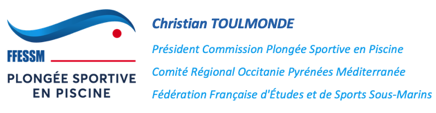 FFESSM
PLONGÉE SPORTIVE
EN PISCINE
Christian TOULMONDE
Président Commission Plongée Sportive en Piscine
Comité Régional Occitanie Pyrénées Méditerranée
Fédération Française d'Études et de Sports Sous-Marins